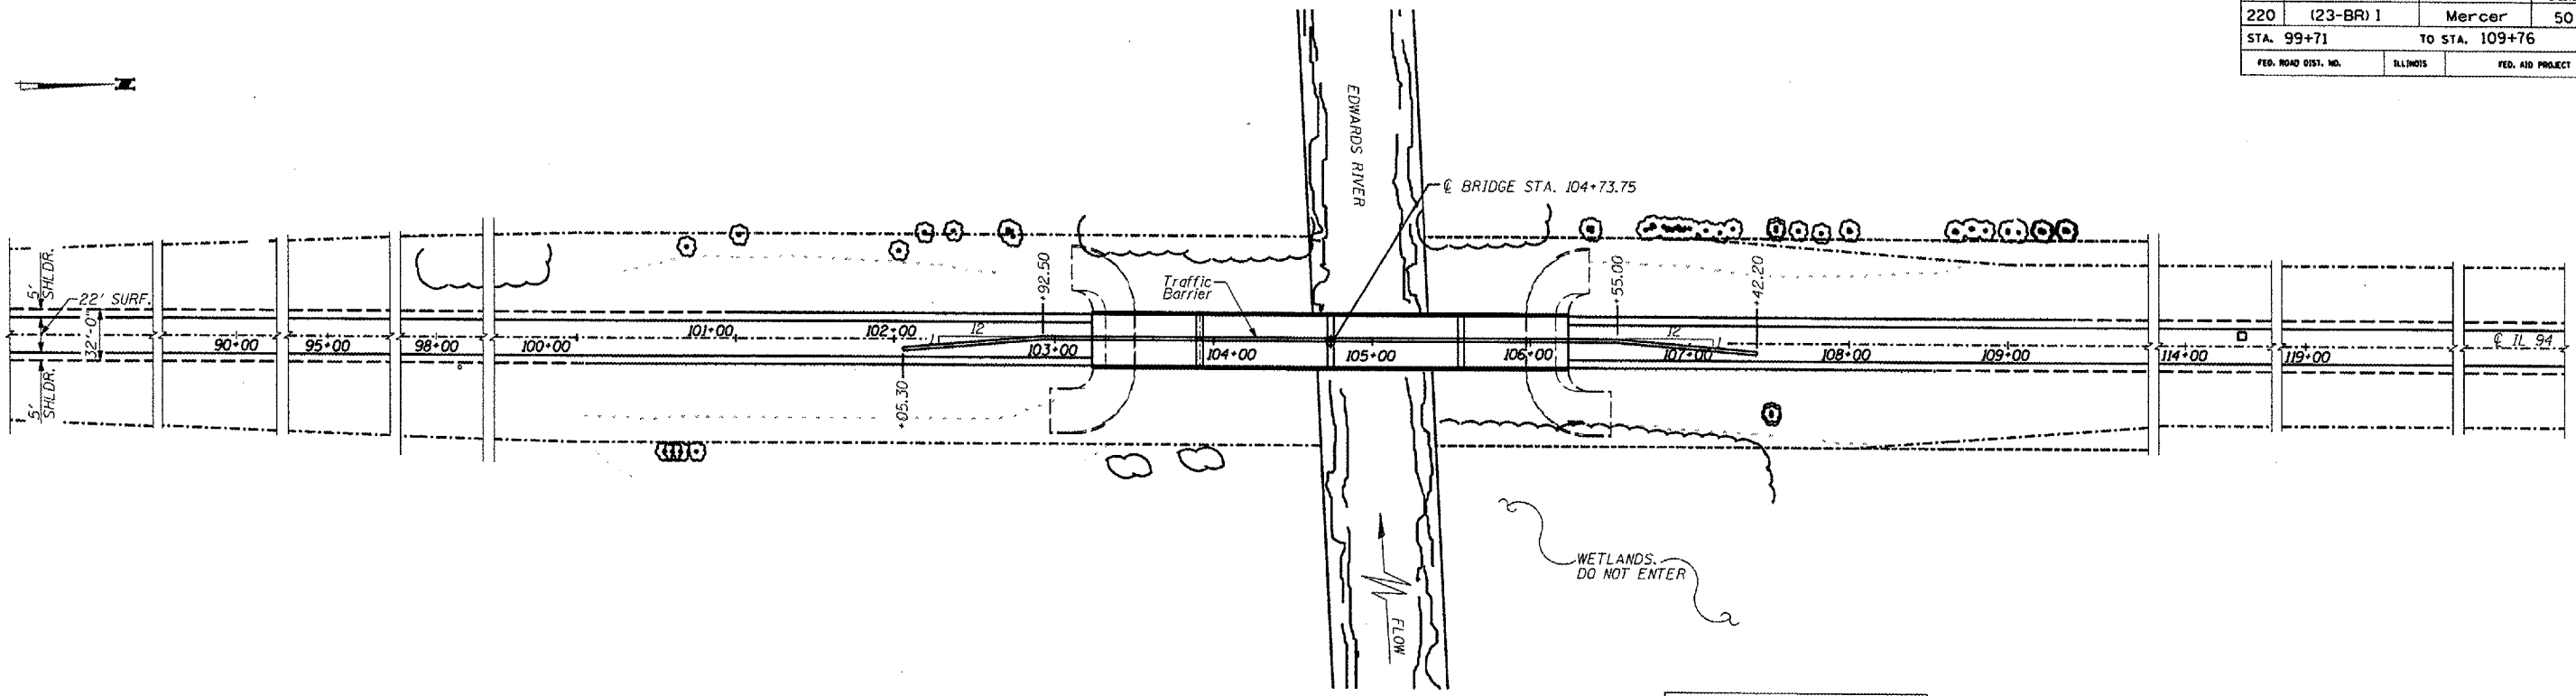 220 (23-BR) 1 Mercer 50
STA. 99+71 TO STA. 109+76
FED. ROAD DIST. NO. ILLINOIS FED. AID PROJECT
EDWARDS RIVER
℄ BRIDGE STA. 104+73.75
5' SHLDR.
22' SURF.
32'-0"
5' SHLDR.
Traffic
Barrier
+92.50
+55.00
+42.20
+05.30
12
1
12
1
90+00
95+00
98+00
100+00
101+00
102+00
103+00
104+00
105+00
106+00
107+00
108+00
109+00
114+00
119+00
℄ IL 94
WETLANDS.
DO NOT ENTER
FLOW